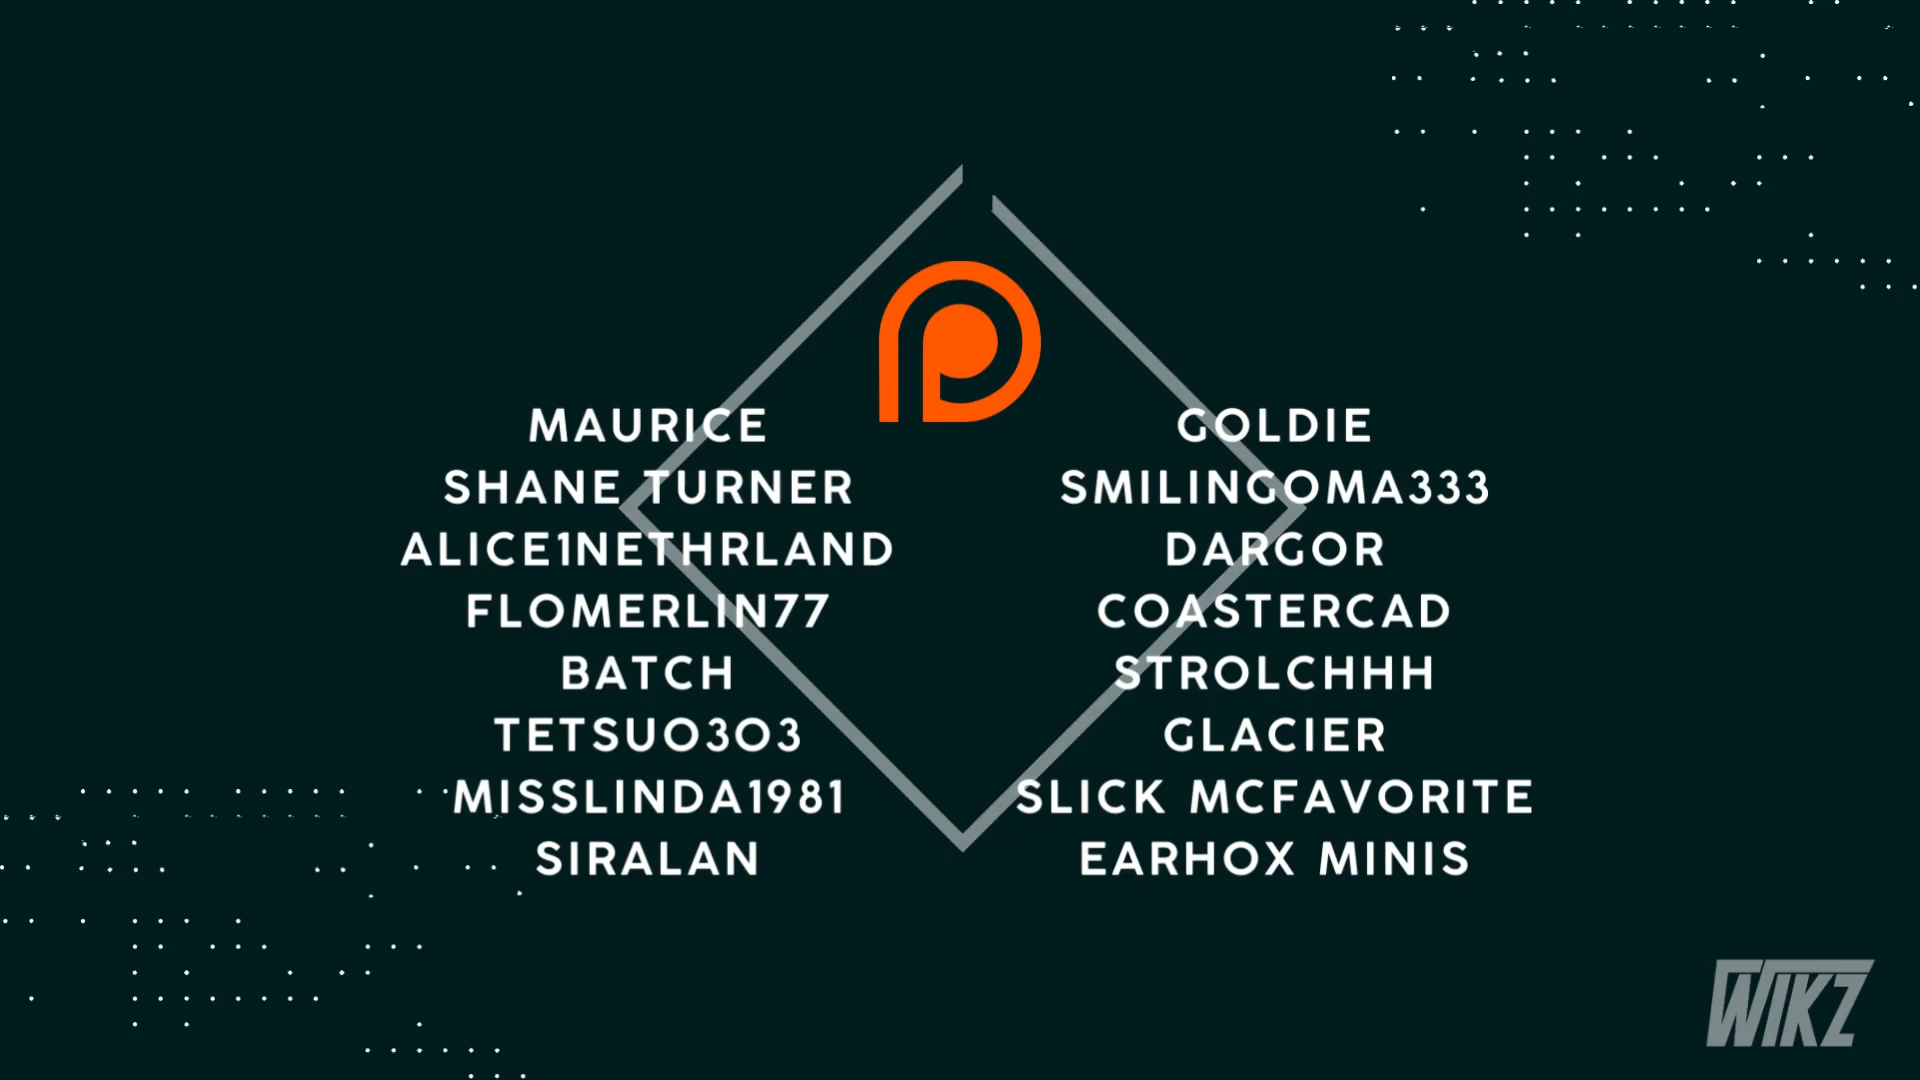 MAURICE
SHANE TURNER
ALICE1NETHRLAND
FLOMERLIN77
BATCH
TETSUO303
MISSLINDA1981
SIRALAN
GOLDIE
SMILINGOMA333
DARGOR
COASTERCAD
STROLCHHH
GLACIER
SLICK MCFAVORITE
EARHOX MINIS
WIKZ